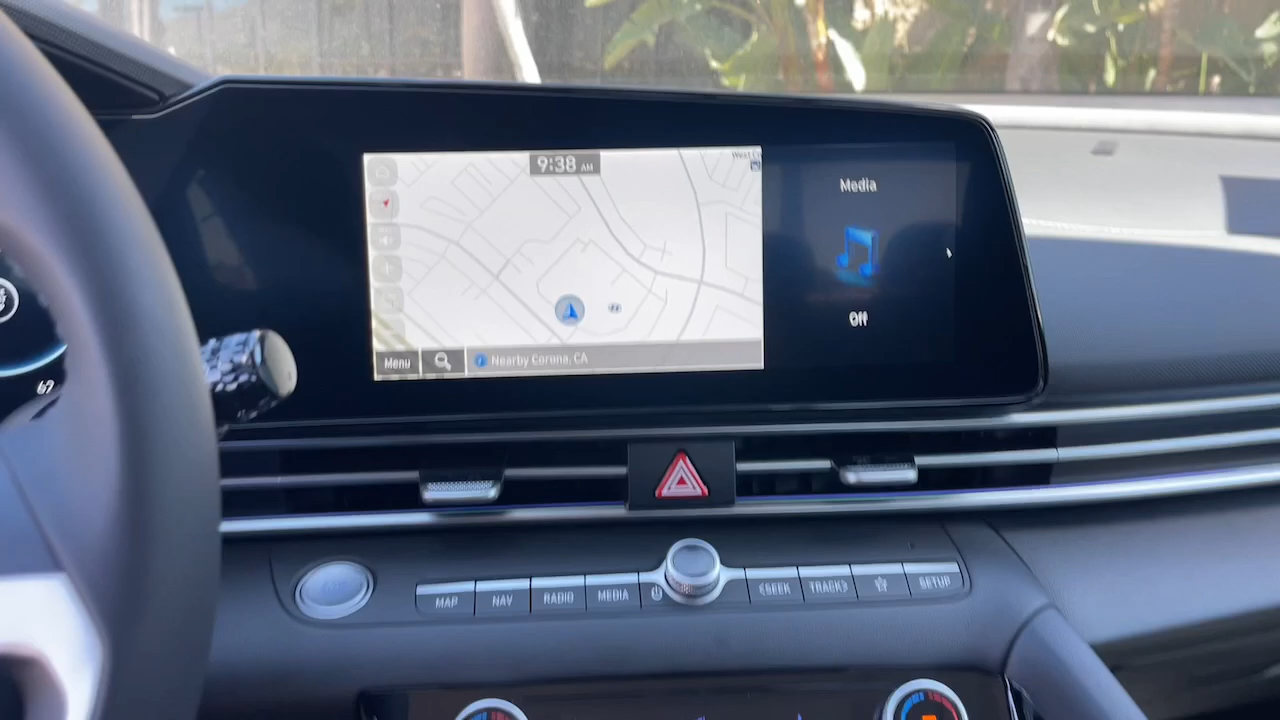 9:38 AM
Media
Off
Menu
Nearby Corona, CA
MAP
NAV
RADIO
MEDIA
<SEEK
TRACK>
SETUP